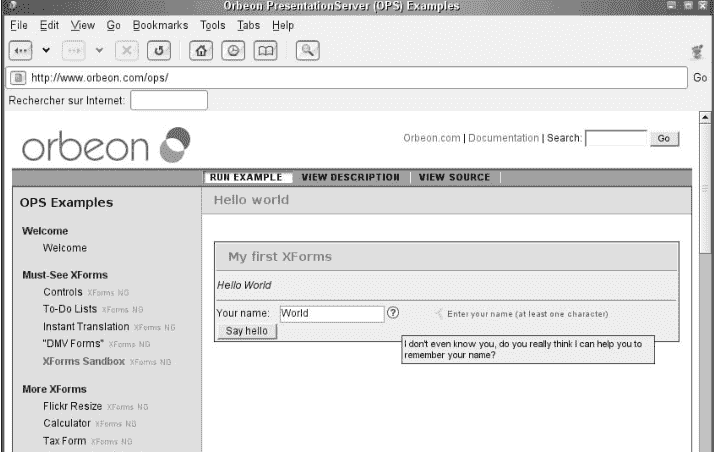 Orbeon PresentationServer (OPS) Examples
File Edit View Go Bookmarks Tools Tabs Help
http://www.orbeon.com/ops/
Go
Rechercher sur Internet:
orbeon
Orbeon.com | Documentation | Search:
Go
RUN EXAMPLE VIEW DESCRIPTION VIEW SOURCE
OPS Examples
Welcome
Welcome
Must-See XForms
Controls XForms NG
To-Do Lists XForms NG
Instant Translation XForms NG
"DMV Forms" XForms NG
XForms Sandbox XForms NG
More XForms
Flickr Resize XForms NG
Calculator XForms NG
Tax Form XForms NG
Hello world
My first XForms
Hello World
Your name: World ? Enter your name (at least one character)
Say hello
I don't even know you, do you really think I can help you to
remember your name?